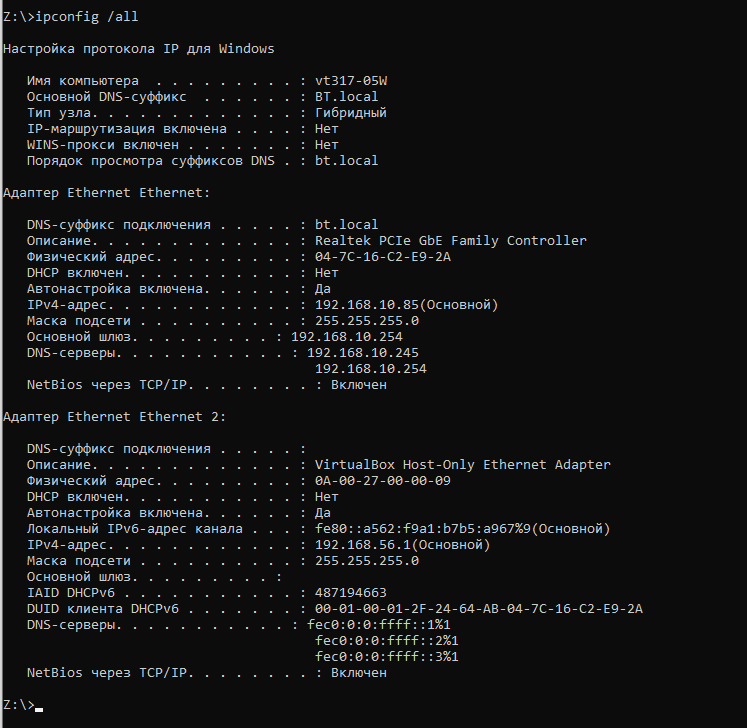 Z:\>ipconfig /all
Настройка протокола IP для Windows
Имя компьютера  . . . . . . . . . : vt317-05W
Основной DNS-суффикс  . . . . . . : BT.local
Тип узла. . . . . . . . . . . . . : Гибридный
IP-маршрутизация включена . . . . : Нет
WINS-прокси включен . . . . . . . : Нет
Порядок просмотра суффиксов DNS . : bt.local
Адаптер Ethernet Ethernet:
DNS-суффикс подключения . . . . . : bt.local
Описание. . . . . . . . . . . . . : Realtek PCIe GbE Family Controller
Физический адрес. . . . . . . . . : 04-7C-16-C2-E9-2A
DHCP включен. . . . . . . . . . . : Нет
Автонастройка включена. . . . . . : Да
IPv4-адрес. . . . . . . . . . . . : 192.168.10.85(Основной)
Маска подсети . . . . . . . . . . : 255.255.255.0
Основной шлюз. . . . . . . . . : 192.168.10.254
DNS-серверы. . . . . . . . . . . : 192.168.10.245
192.168.10.254
NetBios через TCP/IP. . . . . . . . : Включен
Адаптер Ethernet Ethernet 2:
DNS-суффикс подключения . . . . . :
Описание. . . . . . . . . . . . . : VirtualBox Host-Only Ethernet Adapter
Физический адрес. . . . . . . . . : 0A-00-27-00-00-09
DHCP включен. . . . . . . . . . . : Нет
Автонастройка включена. . . . . . : Да
Локальный IPv6-адрес канала . . . : fe80::a562:f9a1:b7b5:a967%9(Основной)
IPv4-адрес. . . . . . . . . . . . : 192.168.56.1(Основной)
Маска подсети . . . . . . . . . . : 255.255.255.0
Основной шлюз. . . . . . . . . :
IAID DHCPv6 . . . . . . . . . . . : 487194663
DUID клиента DHCPv6 . . . . . . . : 00-01-00-01-2F-24-64-AB-04-7C-16-C2-E9-2A
DNS-серверы. . . . . . . . . . . : fec0:0:0:ffff::1%1
fec0:0:0:ffff::2%1
fec0:0:0:ffff::3%1
NetBios через TCP/IP. . . . . . . . : Включен
Z:\>